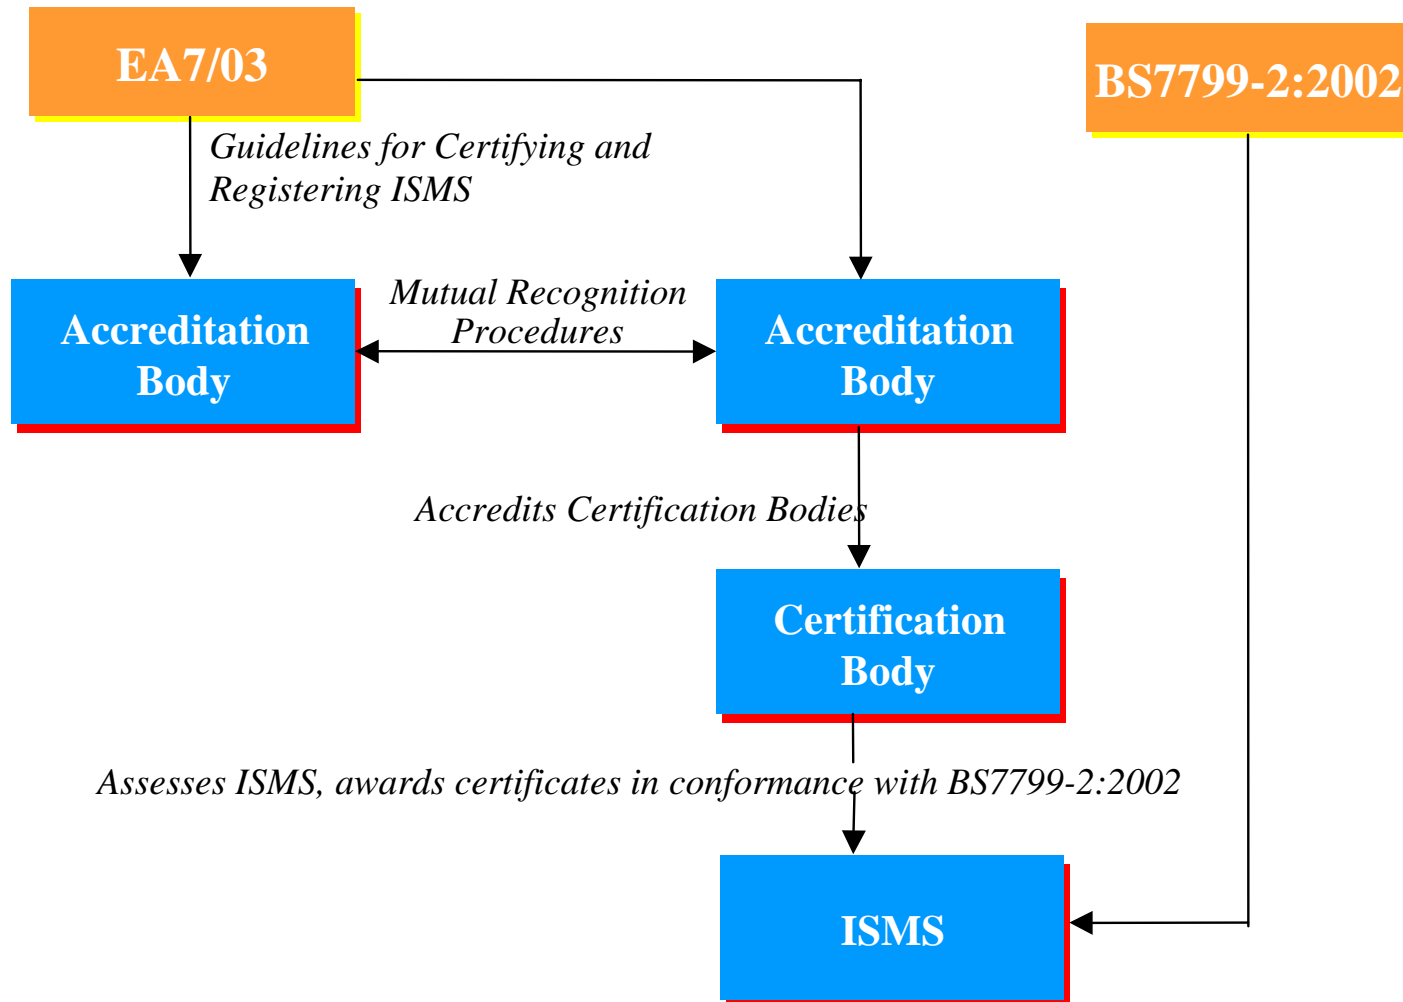 EA7/03
BS7799-2:2002
Guidelines for Certifying and
Registering ISMS
Accreditation
Body
Mutual Recognition
Procedures
Accreditation
Body
Accredits Certification Bodies
Certification
Body
Assesses ISMS, awards certificates in conformance with BS7799-2:2002
ISMS